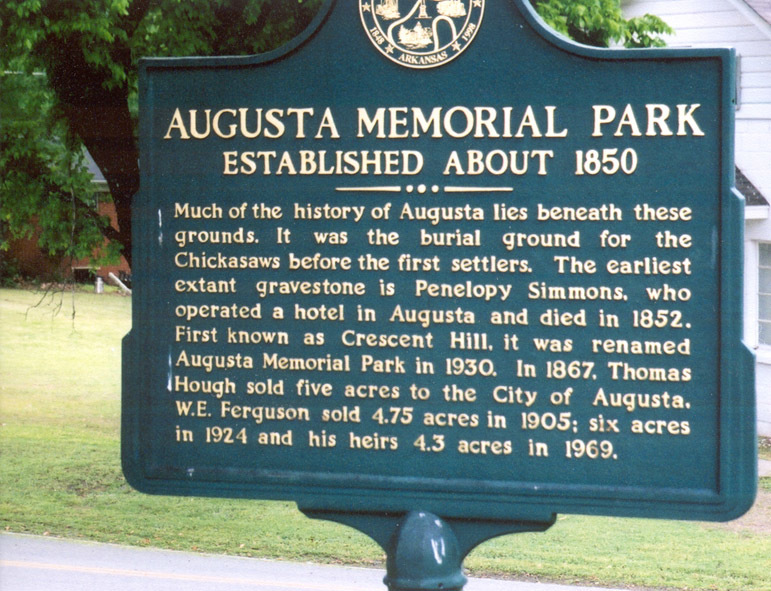 1848 ARKANSAS 1998
AUGUSTA MEMORIAL PARK
ESTABLISHED ABOUT 1850
Much of the history of Augusta lies beneath these
grounds. It was the burial ground for the
Chickasaws before the first settlers. The earliest
extant gravestone is Penelopy Simmons, who
operated a hotel in Augusta and died in 1852.
First known as Crescent Hill, it was renamed
Augusta Memorial Park in 1930. In 1867, Thomas
Hough sold five acres to the City of Augusta.
W.E. Ferguson sold 4.75 acres in 1905; six acres
in 1924 and his heirs 4.3 acres in 1969.